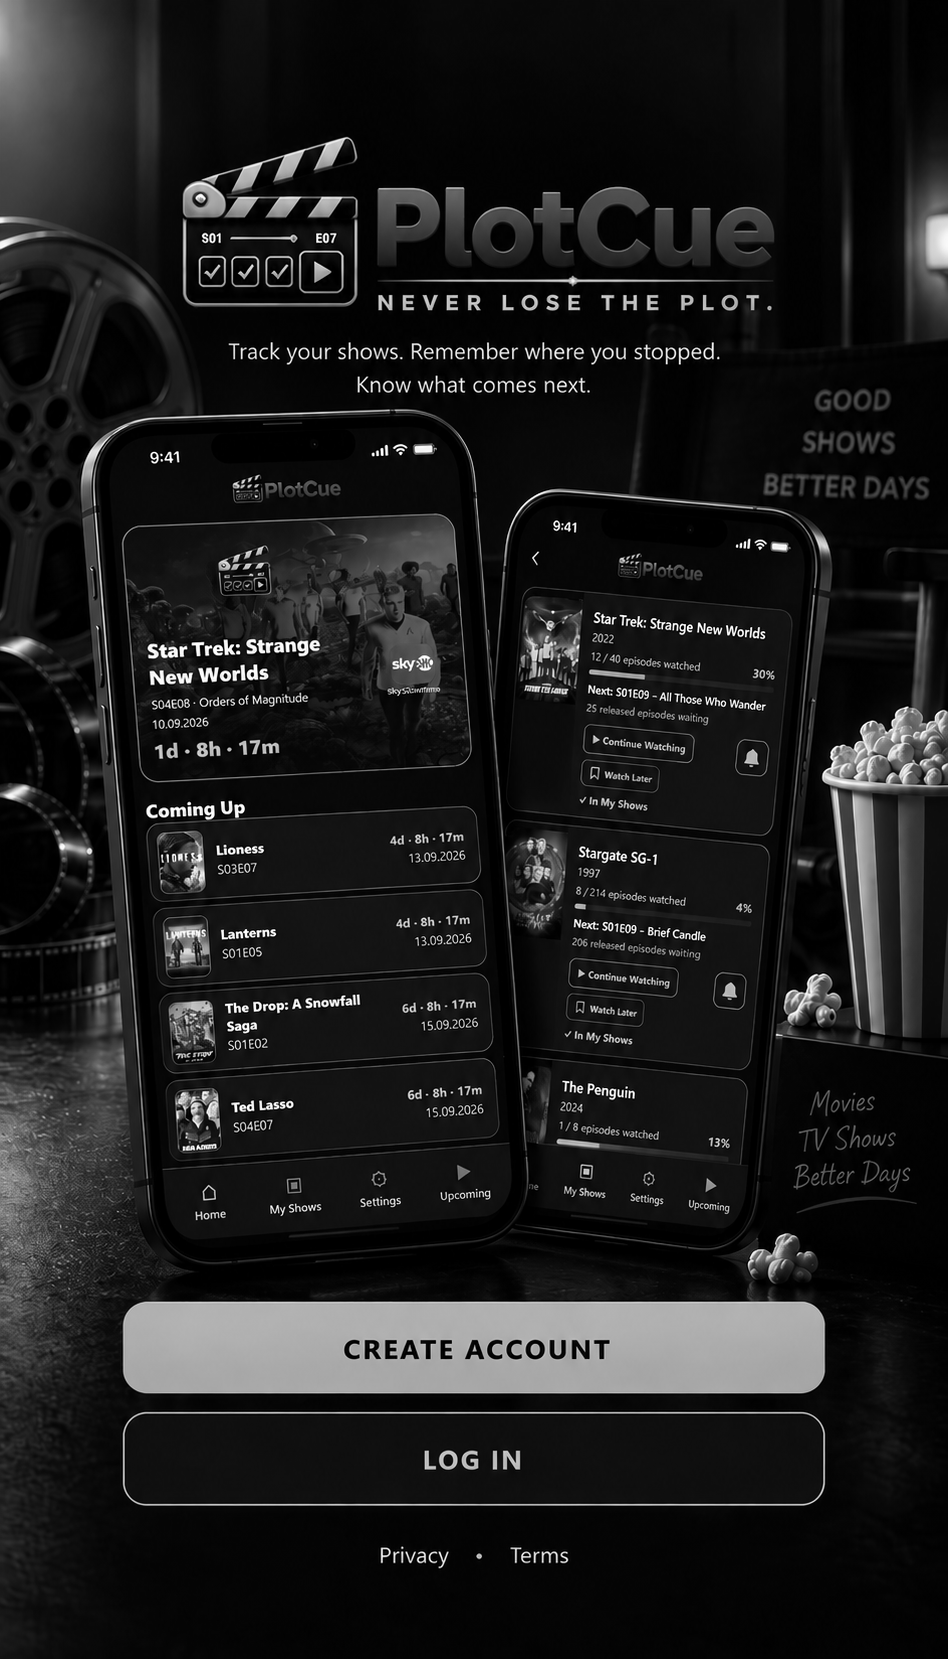 S01 E07
PlotCue
NEVER LOSE THE PLOT.
Track your shows. Remember where you stopped.
Know what comes next.
GOOD
SHOWS
BETTER DAYS
9:41
PlotCue
Star Trek: Strange
New Worlds
S04E08 · Orders of Magnitude
10.09.2026
1d · 8h · 17m
sky SHO
Coming Up
LIONESS
Lioness
S03E07
4d · 8h · 17m
13.09.2026
LANTERNS
Lanterns
S01E05
4d · 8h · 17m
13.09.2026
The Drop: A Snowfall
Saga
S01E02
6d · 8h · 17m
15.09.2026
Ted Lasso
S04E07
6d · 8h · 17m
15.09.2026
Home
My Shows
Settings
Upcoming
9:41
PlotCue
Star Trek: Strange New Worlds
2022
12 / 40 episodes watched
30%
Next: S01E09 – All Those Who Wander
25 released episodes waiting
Continue Watching
Watch Later
✓ In My Shows
Stargate SG-1
1997
8 / 214 episodes watched
4%
Next: S01E09 – Brief Candle
206 released episodes waiting
Continue Watching
Watch Later
✓ In My Shows
The Penguin
2024
1 / 8 episodes watched
13%
My Shows
Settings
Upcoming
Movies
TV Shows
Better Days
CREATE ACCOUNT
LOG IN
Privacy • Terms